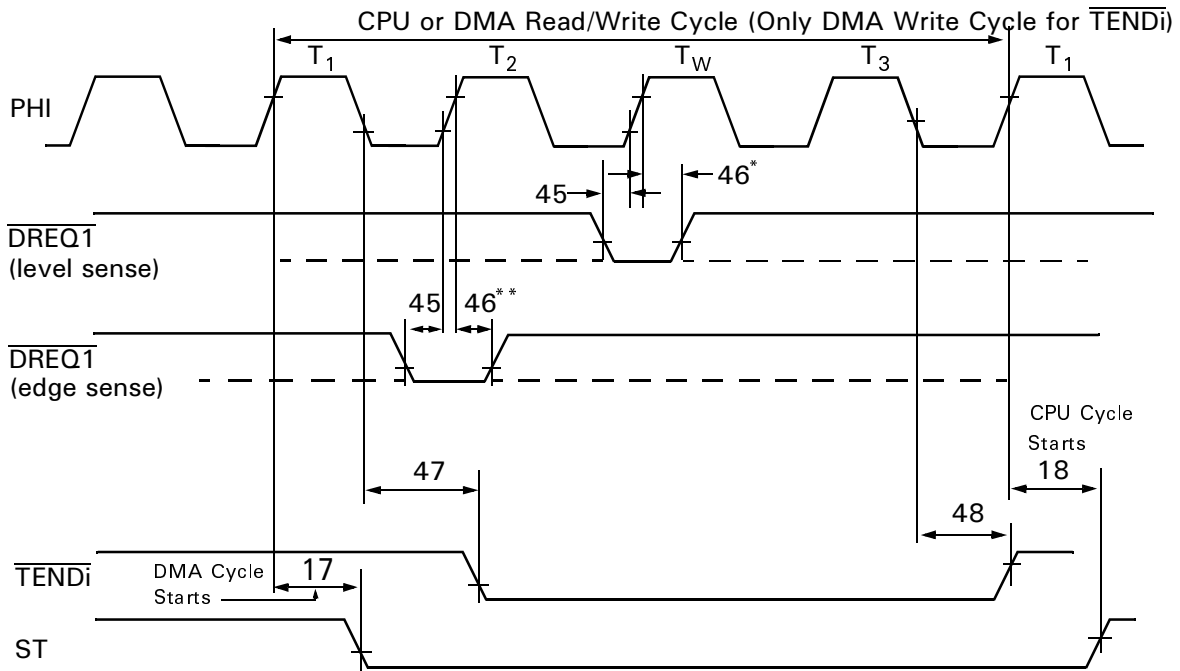 CPU or DMA Read/Write Cycle (Only DMA Write Cycle for TENDi)
T1 T2 TW T3 T1
PHI
45 46*
DREQ1
(level sense)
45 46**
DREQ1
(edge sense)
CPU Cycle
Starts
18
47
48
TENDi
DMA Cycle
Starts
17
ST